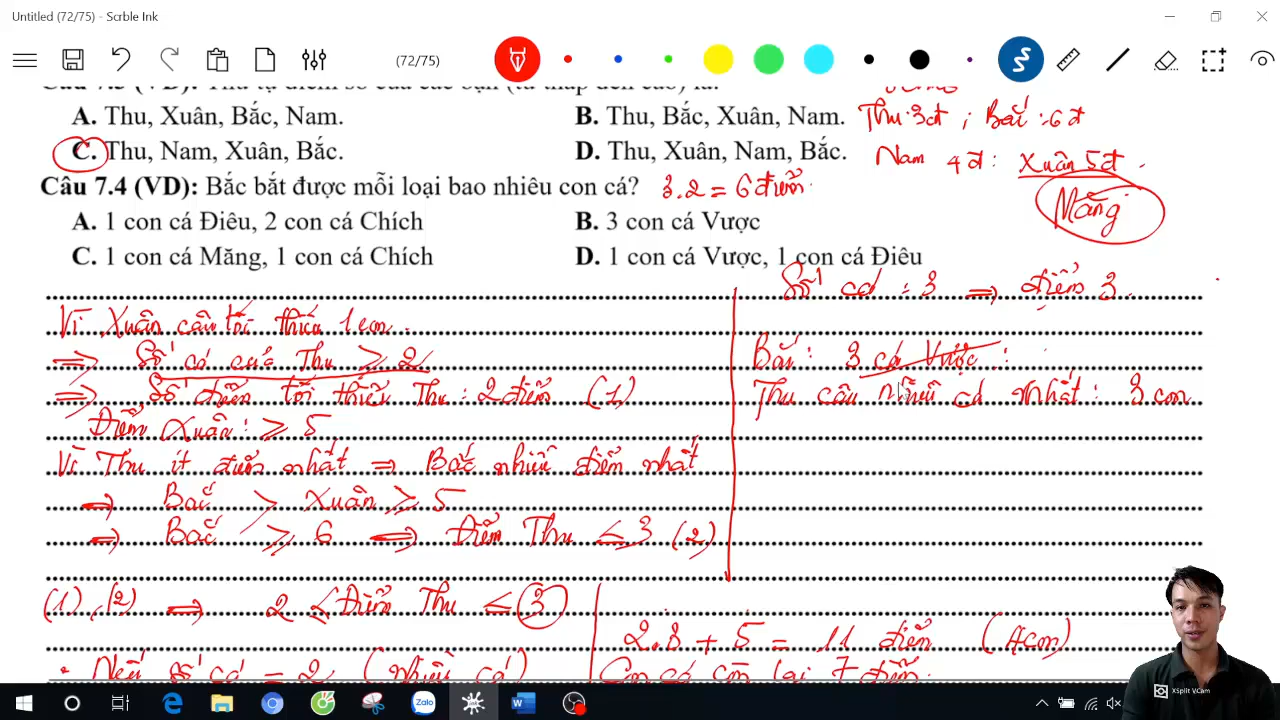 Untitled (72/75) - Scrble Ink
(72/75)
A. Thu, Xuân, Bắc, Nam.
B. Thu, Bắc, Xuân, Nam.
Thu: 3đ ; Bắc: 6đ
C. Thu, Nam, Xuân, Bắc.
D. Thu, Xuân, Nam, Bắc.
Nam 4đ: Xuân 5đ.
Câu 7.4 (VD): Bắc bắt được mỗi loại bao nhiêu con cá?
3.2 = 6 điểm
Măng
A. 1 con cá Điêu, 2 con cá Chích
B. 3 con cá Vược
C. 1 con cá Măng, 1 con cá Chích
D. 1 con cá Vược, 1 con cá Điêu
Số cá = 3 ⇒ điểm 3.
Vì Xuân câu tối thiểu 1 con.
⇒ Số cá của Thu ≥ 2
⇒ Số điểm tối thiểu Thu: 2 điểm (1)
Điểm Xuân: ≥ 5
Vì Thu ít điểm nhất ⇒ Bắc nhiều điểm nhất
⇒ Bắc > Xuân ≥ 5
⇒ Bắc ≥ 6 ⇔ Điểm Thu ≤ 3 (2)
Bắc: 3 cá Vược :
Thu câu nhiều cá nhất: 3 con
(1), (2) ⇒ 2 ≤ Điểm Thu ≤ 3
• Nếu số cá = 2 (nhiều cá)
2.3 + 5 = 11 điểm (4con)
Con cá còn lại 7 điểm.
Zalo
XSplit VCam